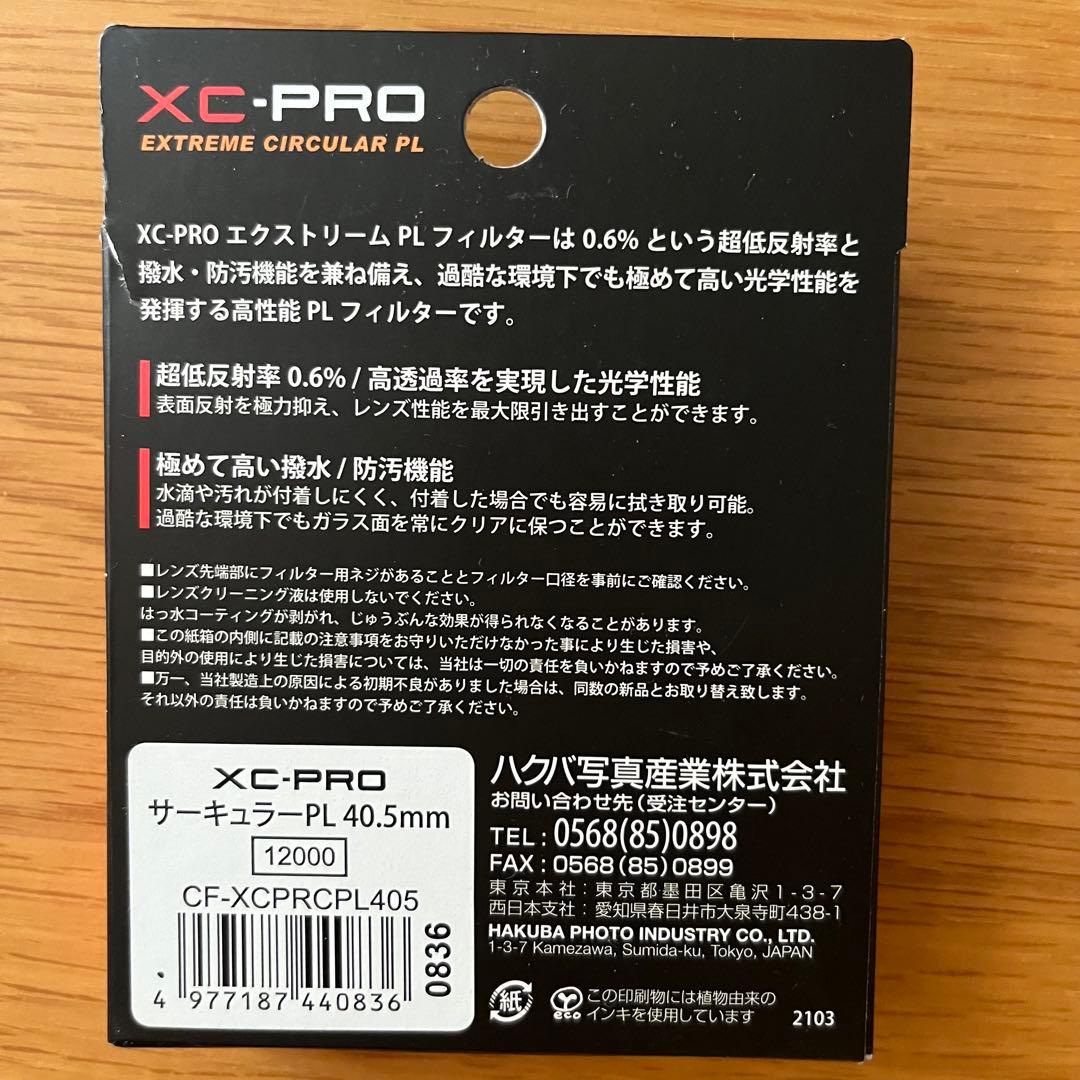 XC-PRO
EXTREME CIRCULAR PL
XC-PRO エクストリーム PL フィルターは 0.6% という超低反射率と
撥水・防汚機能を兼ね備え、過酷な環境下でも極めて高い光学性能を
発揮する高性能 PL フィルターです。
超低反射率 0.6% / 高透過率を実現した光学性能
表面反射を極力抑え、レンズ性能を最大限引き出すことができます。
極めて高い撥水 / 防汚機能
水滴や汚れが付着しにくく、付着した場合でも容易に拭き取り可能。
過酷な環境下でもガラス面を常にクリアに保つことができます。
■レンズ先端部にフィルター用ネジがあることとフィルター口径を事前にご確認ください。
■レンズクリーニング液は使用しないでください。
はっ水コーティングが剥がれ、じゅうぶんな効果が得られなくなることがあります。
■この紙箱の内側に記載の注意事項をお守りいただけなかった事により生じた損害や、
目的外の使用により生じた損害については、当社は一切の責任を負いかねますので予めご了承ください。
■万一、当社製造上の原因による初期不良がありました場合は、同数の新品とお取り替え致します。
それ以外の責任は負いかねますので予めご了承ください。
XC-PRO
サーキュラーPL 40.5mm
12000
CF-XCPRCPL405
0836
4 977187 440836
ハクバ写真産業株式会社
お問い合わせ先（受注センター）
TEL : 0568(85)0898
FAX : 0568(85)0899
東京本社 : 東京都墨田区亀沢1-3-7
西日本支社 : 愛知県春日井市大泉寺町438-1
HAKUBA PHOTO INDUSTRY CO., LTD.
1-3-7 Kamezawa, Sumida-ku, Tokyo, JAPAN
紙
eco
この印刷物には植物由来の
インキを使用しています
2103